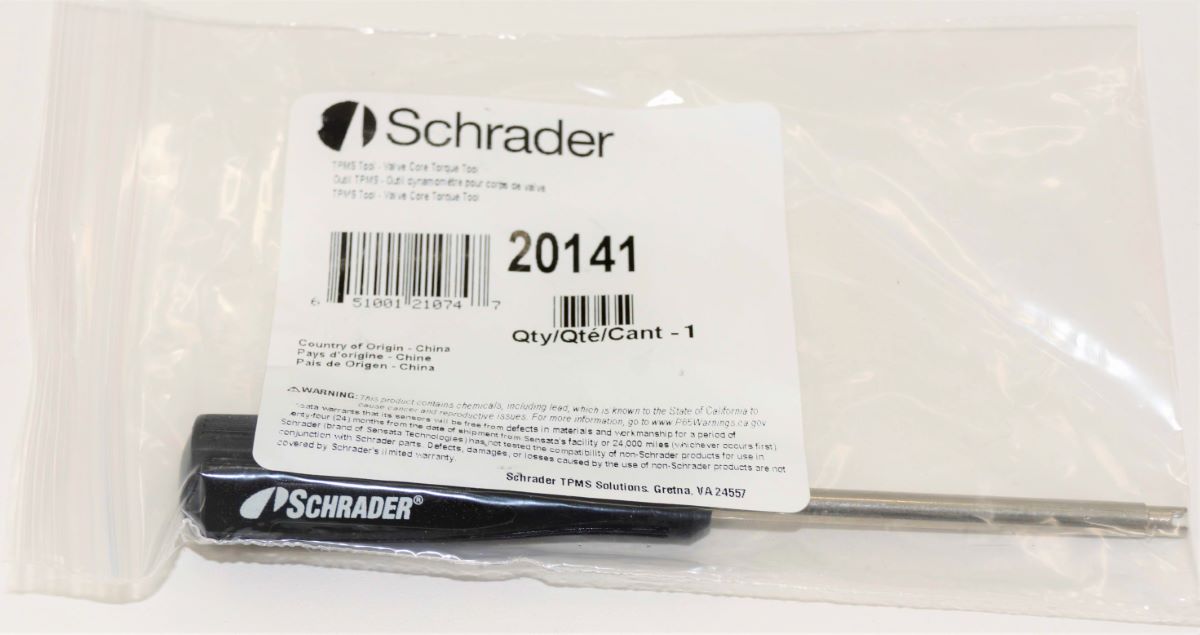 Schrader
TPMS Tool - Valve Core Torque Tool
Outil TPMS - Outil dynamomètre pour corps de valve
TPMS Tool - Valve Core Torque Tool
20141
6 51001 21074 7
Qty/Qté/Cant - 1
Country of Origin - China
Pays d'origine - Chine
Pais de Origen - China
⚠WARNING: This product contains chemicals, including lead, which is known to the State of California to
cause cancer and reproductive issues. For more information, go to www.P65Warnings.ca.gov
sata warrants that its sensors will be free from defects in materials and workmanship for a period of
enty four (24) months from the date of shipment from Sensata's facility or 24,000 miles (whichever occurs first)
Schrader (brand of Sensata Technologies) has not tested the compatibility of non-Schrader products for use in
conjunction with Schrader parts. Defects, damages, or losses caused by the use of non-Schrader products are not
covered by Schrader's limited warranty.
Schrader TPMS Solutions. Gretna, VA 24557
SCHRADER®